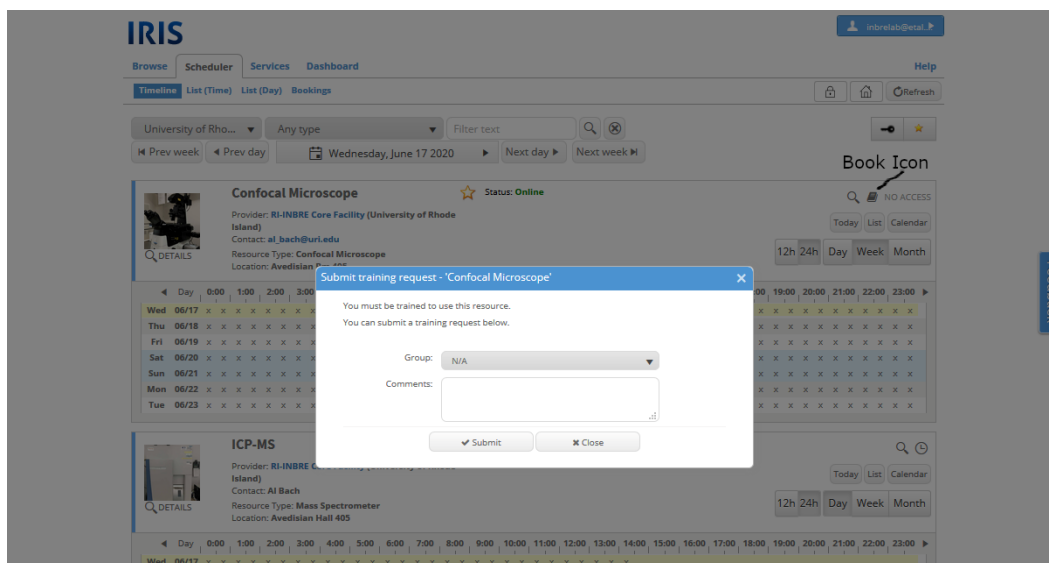 IRIS
inbrelab@etal..
Browse Scheduler Services Dashboard Help
Timeline List (Time) List (Day) Bookings Refresh
University of Rho... Any type Filter text
Prev week Prev day Wednesday, June 17 2020 Next day Next week
Book Icon
Confocal Microscope Status: Online NO ACCESS
Provider: RI-INBRE Core Facility (University of Rhode
Island)
Today List Calendar
Contact: al_bach@uri.edu
Resource Type: Confocal Microscope
12h 24h Day Week Month
DETAILS
Location: Avedisian
Submit training request - 'Confocal Microscope'
Day 0:00 1:00 2:00 3:00 19:00 20:00 21:00 22:00 23:00
Wed 06/17 x x x x x x x x x x x x x x x x x x x
Thu 06/18 x x x x x x x x x x x x x x x x x x x
Fri 06/19 x x x x x x x x x x x x x x x x x x x
Sat 06/20 x x x x x x x x x x x x x x x x x x x
Sun 06/21 x x x x x x x x x x x x x x x x x x x
Mon 06/22 x x x x x x x x x x x x x x x x x x x
Tue 06/23 x x x x x x x x x x x x x x x x x x x
You must be trained to use this resource.
You can submit a training request below.
Group: N/A
Comments:
Submit Close
ICP-MS
Provider: RI-INBRE
Island)
Today List Calendar
Contact: Al Bach
Resource Type: Mass Spectrometer
12h 24h Day Week Month
DETAILS
Location: Avedisian Hall 405
Day 0:00 1:00 2:00 3:00 4:00 5:00 6:00 7:00 8:00 9:00 10:00 11:00 12:00 13:00 14:00 15:00 16:00 17:00 18:00 19:00 20:00 21:00 22:00 23:00
Wed 06/17